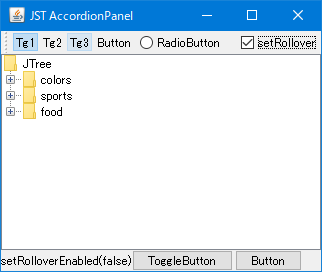 JST AccordionPanel
Tg1 Tg2 Tg3 Button RadioButton setRollover
JTree
colors
sports
food
setRolloverEnabled(false) ToggleButton Button